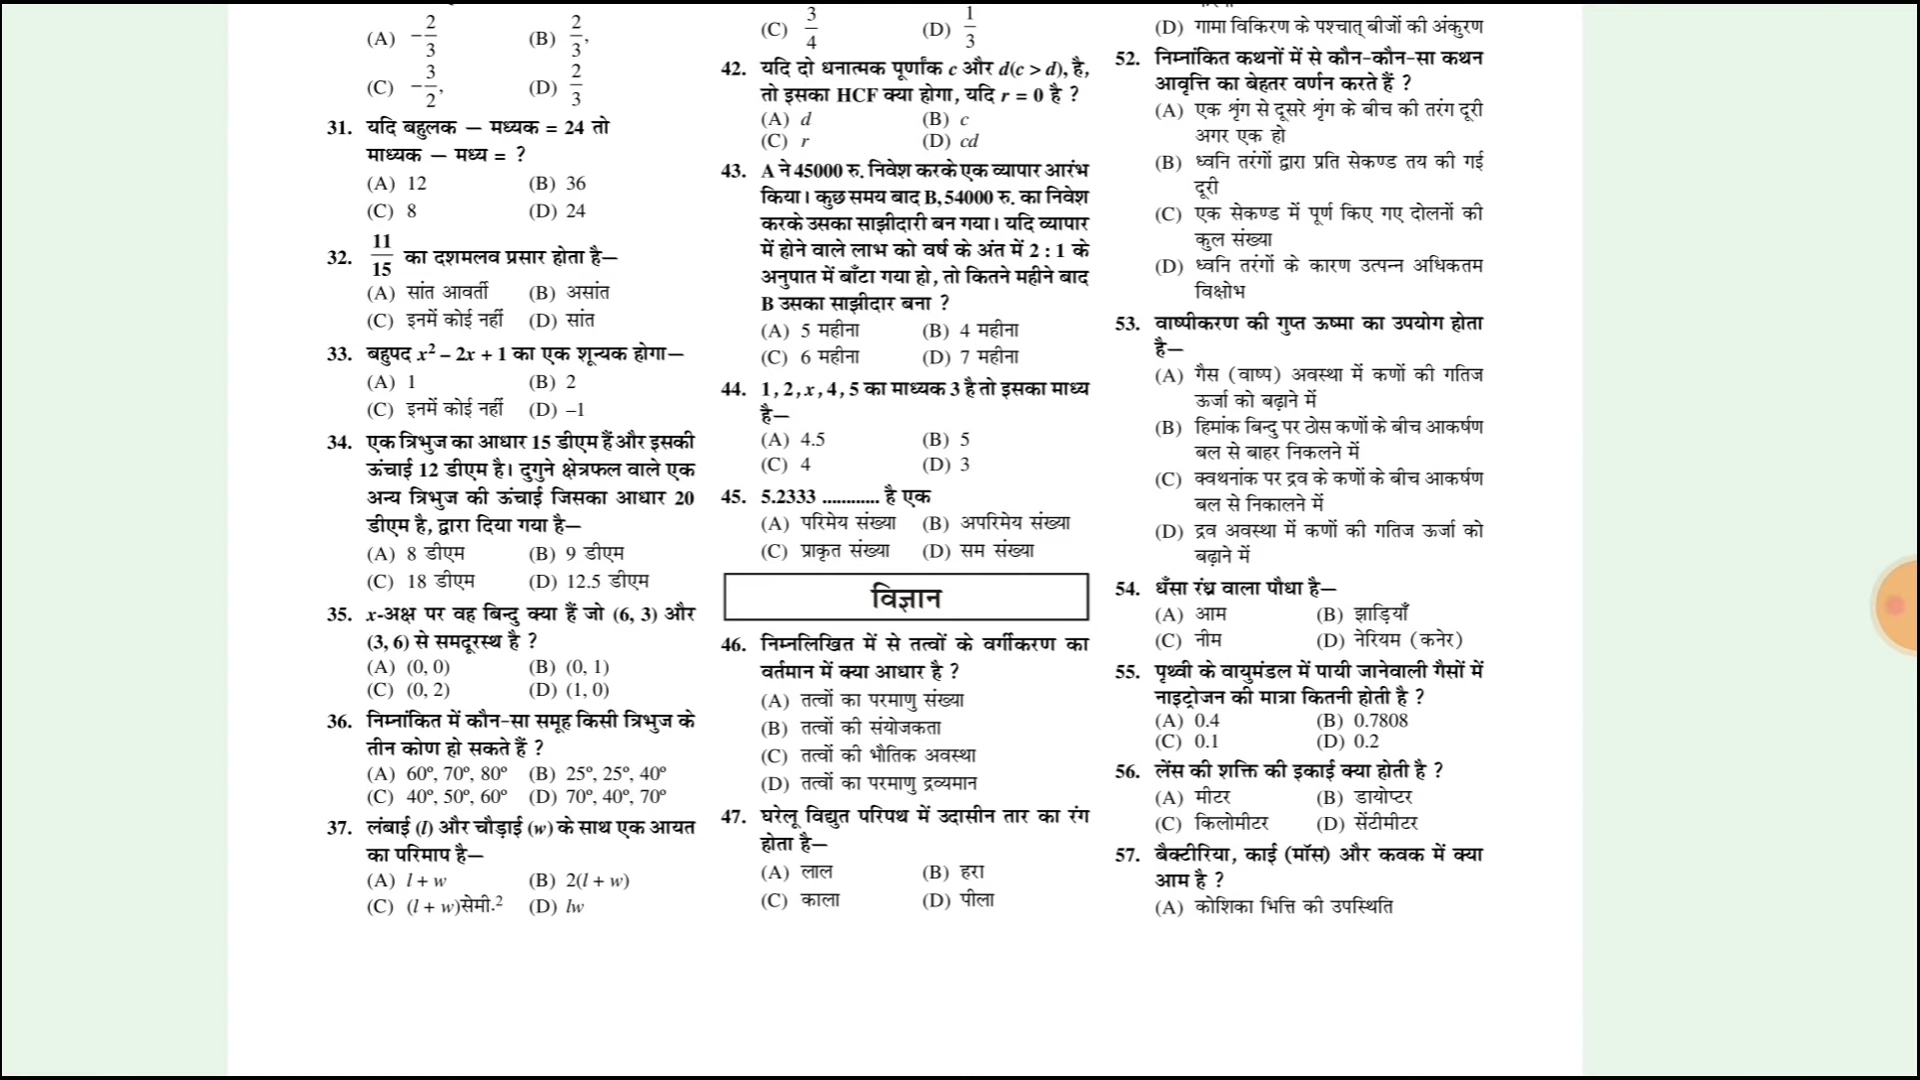 (A) −2/3 (B) 2/3,
(C) −3/2, (D) 2/3
31. यदि बहुलक — मध्यक = 24 तो
माध्यक — मध्य = ?
(A) 12 (B) 36
(C) 8 (D) 24
32. 11/15 का दशमलव प्रसार होता है—
(A) सांत आवर्ती (B) असांत
(C) इनमें कोई नहीं (D) सांत
33. बहुपद x² – 2x + 1 का एक शून्यक होगा—
(A) 1 (B) 2
(C) इनमें कोई नहीं (D) –1
34. एक त्रिभुज का आधार 15 डीएम हैं और इसकी
ऊंचाई 12 डीएम है। दुगुने क्षेत्रफल वाले एक
अन्य त्रिभुज की ऊंचाई जिसका आधार 20
डीएम है, द्वारा दिया गया है—
(A) 8 डीएम (B) 9 डीएम
(C) 18 डीएम (D) 12.5 डीएम
35. x-अक्ष पर वह बिन्दु क्या हैं जो (6, 3) और
(3, 6) से समदूरस्थ है ?
(A) (0, 0) (B) (0, 1)
(C) (0, 2) (D) (1, 0)
36. निम्नांकित में कौन-सा समूह किसी त्रिभुज के
तीन कोण हो सकते हैं ?
(A) 60º, 70º, 80º (B) 25º, 25º, 40º
(C) 40º, 50º, 60º (D) 70º, 40º, 70º
37. लंबाई (l) और चौड़ाई (w) के साथ एक आयत
का परिमाप है—
(A) l + w (B) 2(l + w)
(C) (l + w)सेमी.² (D) lw
(C) 3/4 (D) 1/3
42. यदि दो धनात्मक पूर्णांक c और d(c > d), है,
तो इसका HCF क्या होगा, यदि r = 0 है ?
(A) d (B) c
(C) r (D) cd
43. A ने 45000 रु. निवेश करके एक व्यापार आरंभ
किया। कुछ समय बाद B, 54000 रु. का निवेश
करके उसका साझीदारी बन गया। यदि व्यापार
में होने वाले लाभ को वर्ष के अंत में 2 : 1 के
अनुपात में बाँटा गया हो, तो कितने महीने बाद
B उसका साझीदार बना ?
(A) 5 महीना (B) 4 महीना
(C) 6 महीना (D) 7 महीना
44. 1, 2, x, 4, 5 का माध्यक 3 है तो इसका माध्य
है—
(A) 4.5 (B) 5
(C) 4 (D) 3
45. 5.2333 ............ है एक
(A) परिमेय संख्या (B) अपरिमेय संख्या
(C) प्राकृत संख्या (D) सम संख्या
विज्ञान
46. निम्नलिखित में से तत्वों के वर्गीकरण का
वर्तमान में क्या आधार है ?
(A) तत्वों का परमाणु संख्या
(B) तत्वों की संयोजकता
(C) तत्वों की भौतिक अवस्था
(D) तत्वों का परमाणु द्रव्यमान
47. घरेलू विद्युत परिपथ में उदासीन तार का रंग
होता है—
(A) लाल (B) हरा
(C) काला (D) पीला
(D) गामा विकिरण के पश्चात् बीजों की अंकुरण
52. निम्नांकित कथनों में से कौन-कौन-सा कथन
आवृत्ति का बेहतर वर्णन करते हैं ?
(A) एक श्रृंग से दूसरे श्रृंग के बीच की तरंग दूरी
अगर एक हो
(B) ध्वनि तरंगों द्वारा प्रति सेकण्ड तय की गई
दूरी
(C) एक सेकण्ड में पूर्ण किए गए दोलनों की
कुल संख्या
(D) ध्वनि तरंगों के कारण उत्पन्न अधिकतम
विक्षोभ
53. वाष्पीकरण की गुप्त ऊष्मा का उपयोग होता
है—
(A) गैस (वाष्प) अवस्था में कणों की गतिज
ऊर्जा को बढ़ाने में
(B) हिमांक बिन्दु पर ठोस कणों के बीच आकर्षण
बल से बाहर निकलने में
(C) क्वथनांक पर द्रव के कणों के बीच आकर्षण
बल से निकालने में
(D) द्रव अवस्था में कणों की गतिज ऊर्जा को
बढ़ाने में
54. धँसा रंध्र वाला पौधा है—
(A) आम (B) झाड़ियाँ
(C) नीम (D) नेरियम (कनेर)
55. पृथ्वी के वायुमंडल में पायी जानेवाली गैसों में
नाइट्रोजन की मात्रा कितनी होती है ?
(A) 0.4 (B) 0.7808
(C) 0.1 (D) 0.2
56. लेंस की शक्ति की इकाई क्या होती है ?
(A) मीटर (B) डायोप्टर
(C) किलोमीटर (D) सेंटीमीटर
57. बैक्टीरिया, काई (मॉस) और कवक में क्या
आम है ?
(A) कोशिका भित्ति की उपस्थिति